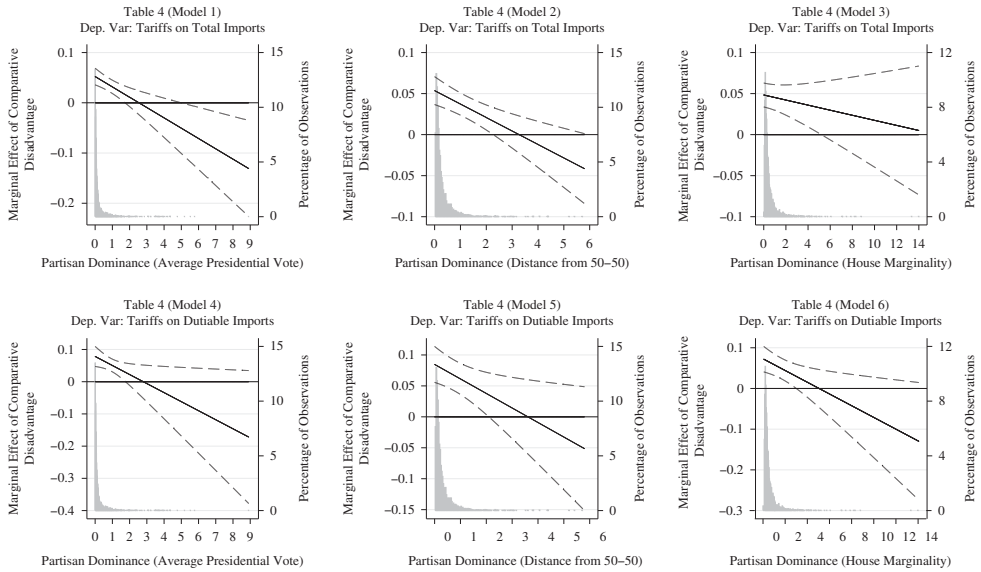 Table 4 (Model 1)
Dep. Var: Tariffs on Total Imports
Marginal Effect of Comparative
Disadvantage
0.1
0
−0.1
−0.2
15
10
5
0
Percentage of Observations
0 1 2 3 4 5 6 7 8 9
Partisan Dominance (Average Presidential Vote)
Table 4 (Model 2)
Dep. Var: Tariffs on Total Imports
Marginal Effect of Comparative
Disadvantage
0.1
0.05
0
−0.05
−0.1
15
10
5
0
Percentage of Observations
0 1 2 3 4 5 6
Partisan Dominance (Distance from 50−50)
Table 4 (Model 3)
Dep. Var: Tariffs on Total Imports
Marginal Effect of Comparative
Disadvantage
0.1
0.05
0
−0.05
−0.1
12
8
4
0
Percentage of Observations
0 2 4 6 8 10 12 14
Partisan Dominance (House Marginality)
Table 4 (Model 4)
Dep. Var: Tariffs on Dutiable Imports
Marginal Effect of Comparative
Disadvantage
0.1
0
−0.1
−0.2
−0.3
−0.4
15
10
5
0
Percentage of Observations
0 1 2 3 4 5 6 7 8 9
Partisan Dominance (Average Presidential Vote)
Table 4 (Model 5)
Dep. Var: Tariffs on Dutiable Imports
Marginal Effect of Comparative
Disadvantage
0.1
0.05
0
−0.05
−0.1
−0.15
15
10
5
0
Percentage of Observations
0 1 2 3 4 5 6
Partisan Dominance (Distance from 50−50)
Table 4 (Model 6)
Dep. Var: Tariffs on Dutiable Imports
Marginal Effect of Comparative
Disadvantage
0.1
0
−0.1
−0.2
−0.3
12
8
4
0
Percentage of Observations
0 2 4 6 8 10 12 14
Partisan Dominance (House Marginality)